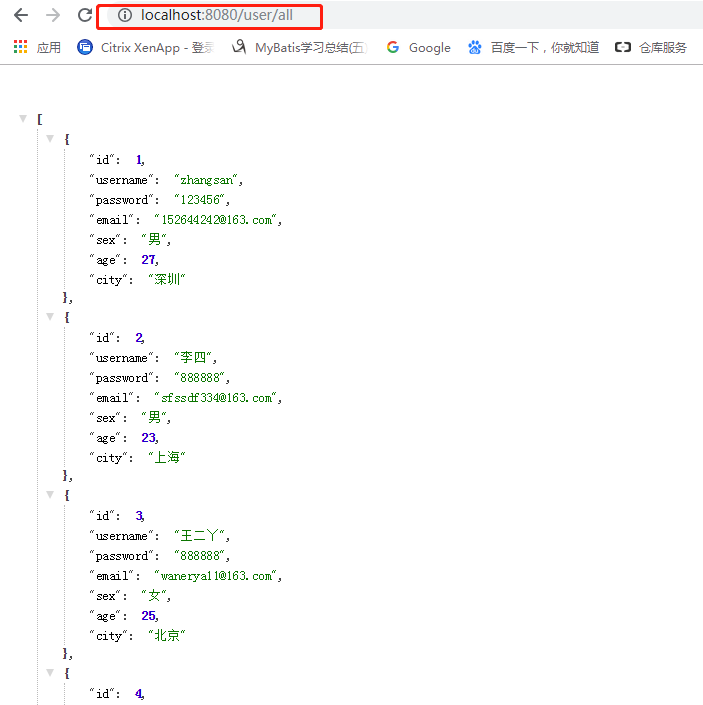 localhost:8080/user/all
应用 Citrix XenApp - 登录 MyBatis学习总结(五 Google 百度一下，你就知道 仓库服务
[
{
"id": 1,
"username": "zhangsan",
"password": "123456",
"email": "152644242@163.com",
"sex": "男",
"age": 27,
"city": "深圳"
},
{
"id": 2,
"username": "李四",
"password": "888888",
"email": "sfssdf334@163.com",
"sex": "男",
"age": 23,
"city": "上海"
},
{
"id": 3,
"username": "王二丫",
"password": "888888",
"email": "wanerya11@163.com",
"sex": "女",
"age": 25,
"city": "北京"
},
{
"id": 4,